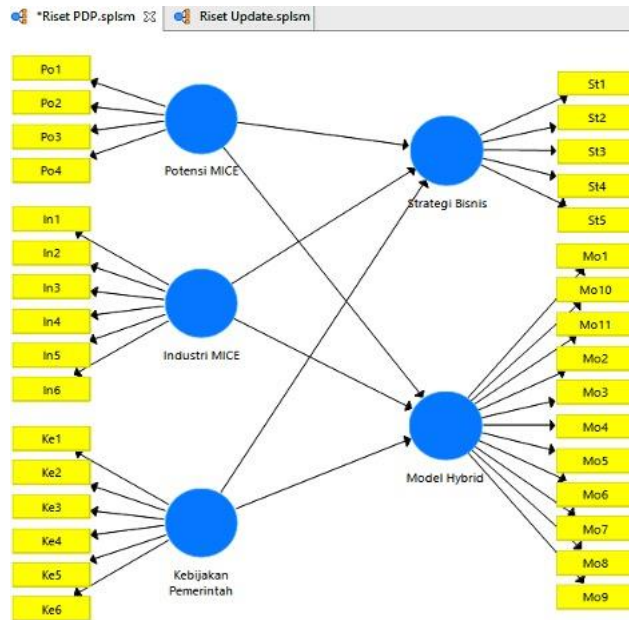 *Riset PDP.splsm
Riset Update.splsm
Po1
Po2
Po3
Po4
Potensi MICE
In1
In2
In3
In4
In5
In6
Industri MICE
Ke1
Ke2
Ke3
Ke4
Ke5
Ke6
Kebijakan
Pemerintah
St1
St2
St3
St4
St5
Strategi Bisnis
Mo1
Mo10
Mo11
Mo2
Mo3
Mo4
Mo5
Mo6
Mo7
Mo8
Mo9
Model Hybrid